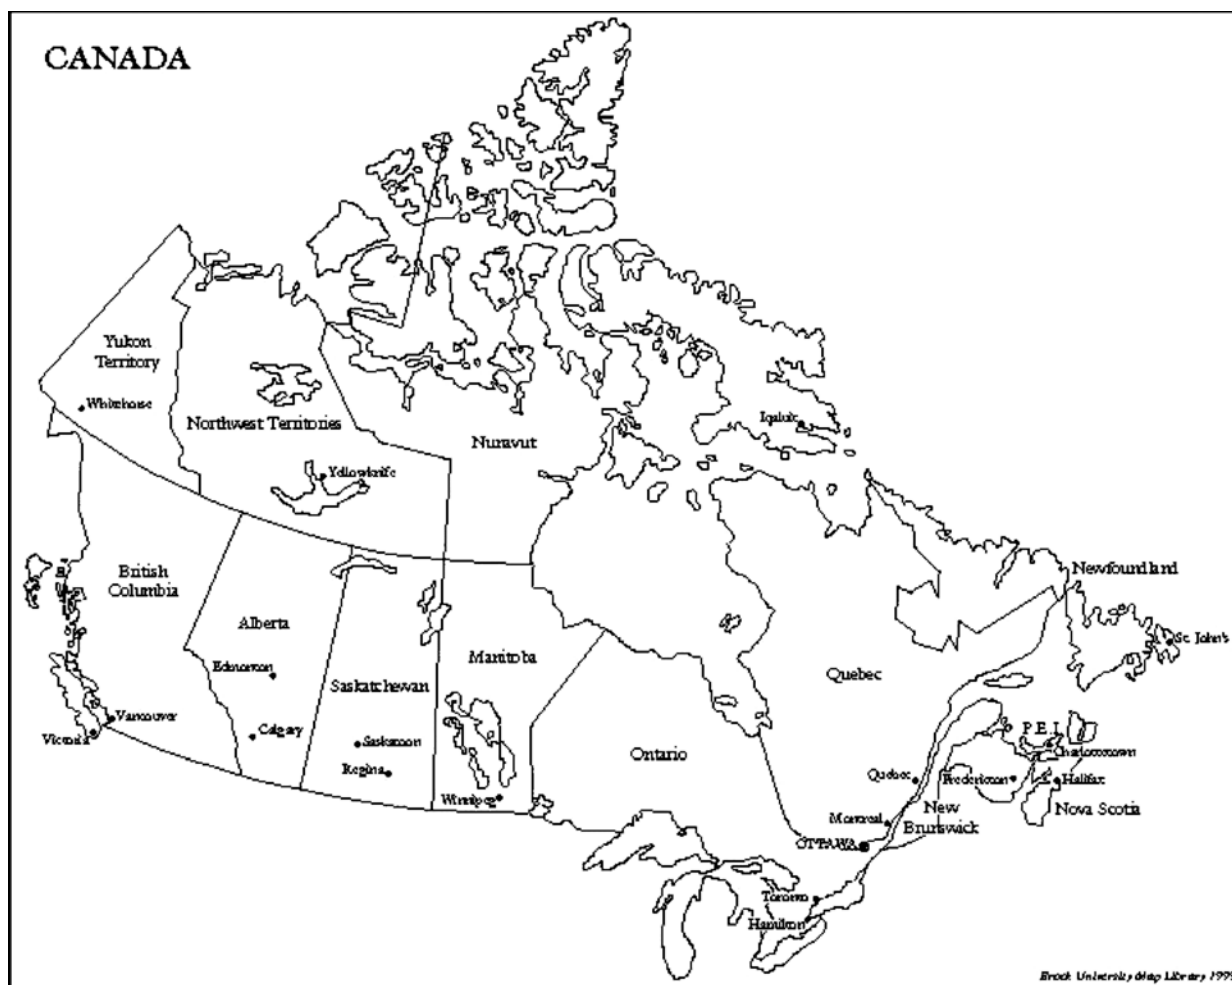 CANADA
Yukon
Territory
Whitehorse
Northwest Territories
Yellowknife
Nunavut
Iqaluit
British
Columbia
Alberta
Edmonton
Calgary
Vancouver
Victoria
Saskatchewan
Saskatoon
Regina
Manitoba
Winnipeg
Ontario
Quebec
Newfoundland
St. John's
P.E.I.
Charlottetown
Quebec
Fredericton
Halifax
Nova Scotia
New
Brunswick
Montreal
OTTAWA
Toronto
Hamilton
Brock University Map Library 1999